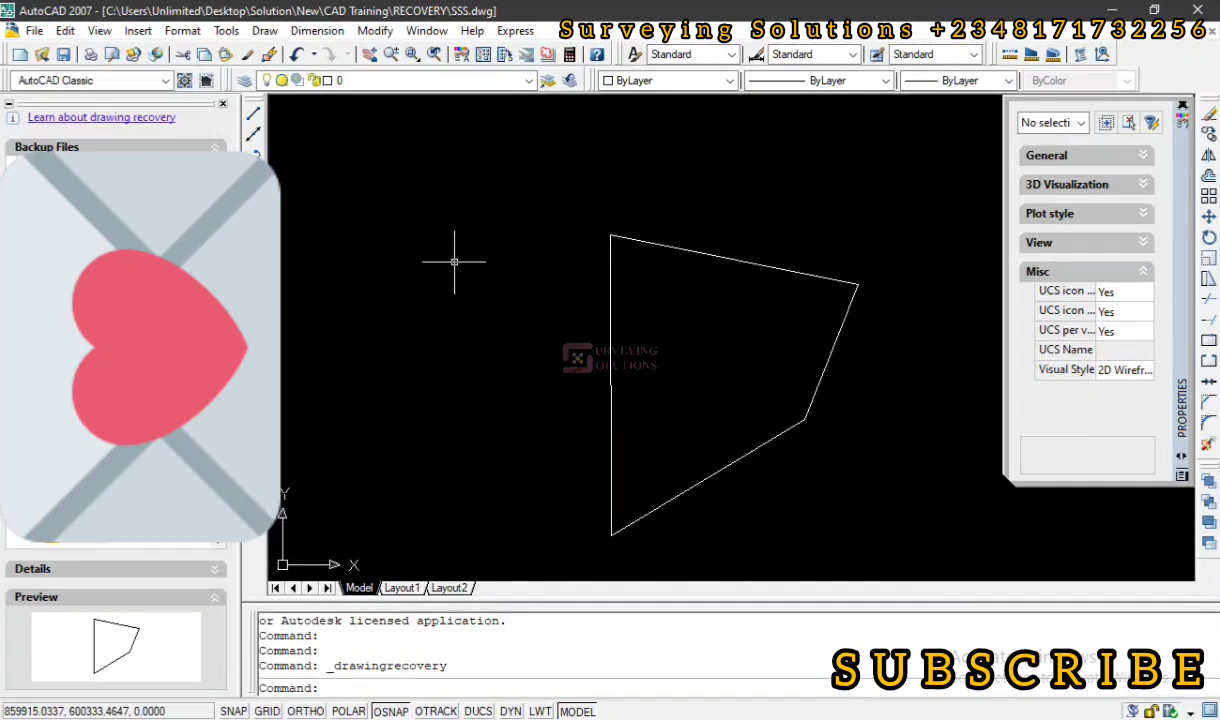 AutoCAD 2007 - [C:\Users\Unlimited\Desktop\Solution\New\CAD Training\RECOVERY\SSS.dwg]
File Edit View Insert Format Tools Draw Dimension Modify Window Help Express
Surveying Solutions +2348171732256
Standard Standard Standard
AutoCAD Classic 0 ByLayer ByLayer ByLayer ByColor
Learn about drawing recovery
Backup Files
No selecti
General
3D Visualization
Plot style
View
Misc
UCS icon ... Yes
UCS icon ... Yes
UCS per v... Yes
UCS Name
Visual Style 2D Wirefr...
PROPERTIES
SURVEYING
SOLUTIONS
Y
X
Model Layout1 Layout2
Details
Preview
or Autodesk licensed application.
Command:
Command:
Command: _drawingrecovery
Command:
SUBSCRIBE
859915.0337, 600333.4647, 0.0000 SNAP GRID ORTHO POLAR OSNAP OTRACK DUCS DYN LWT MODEL